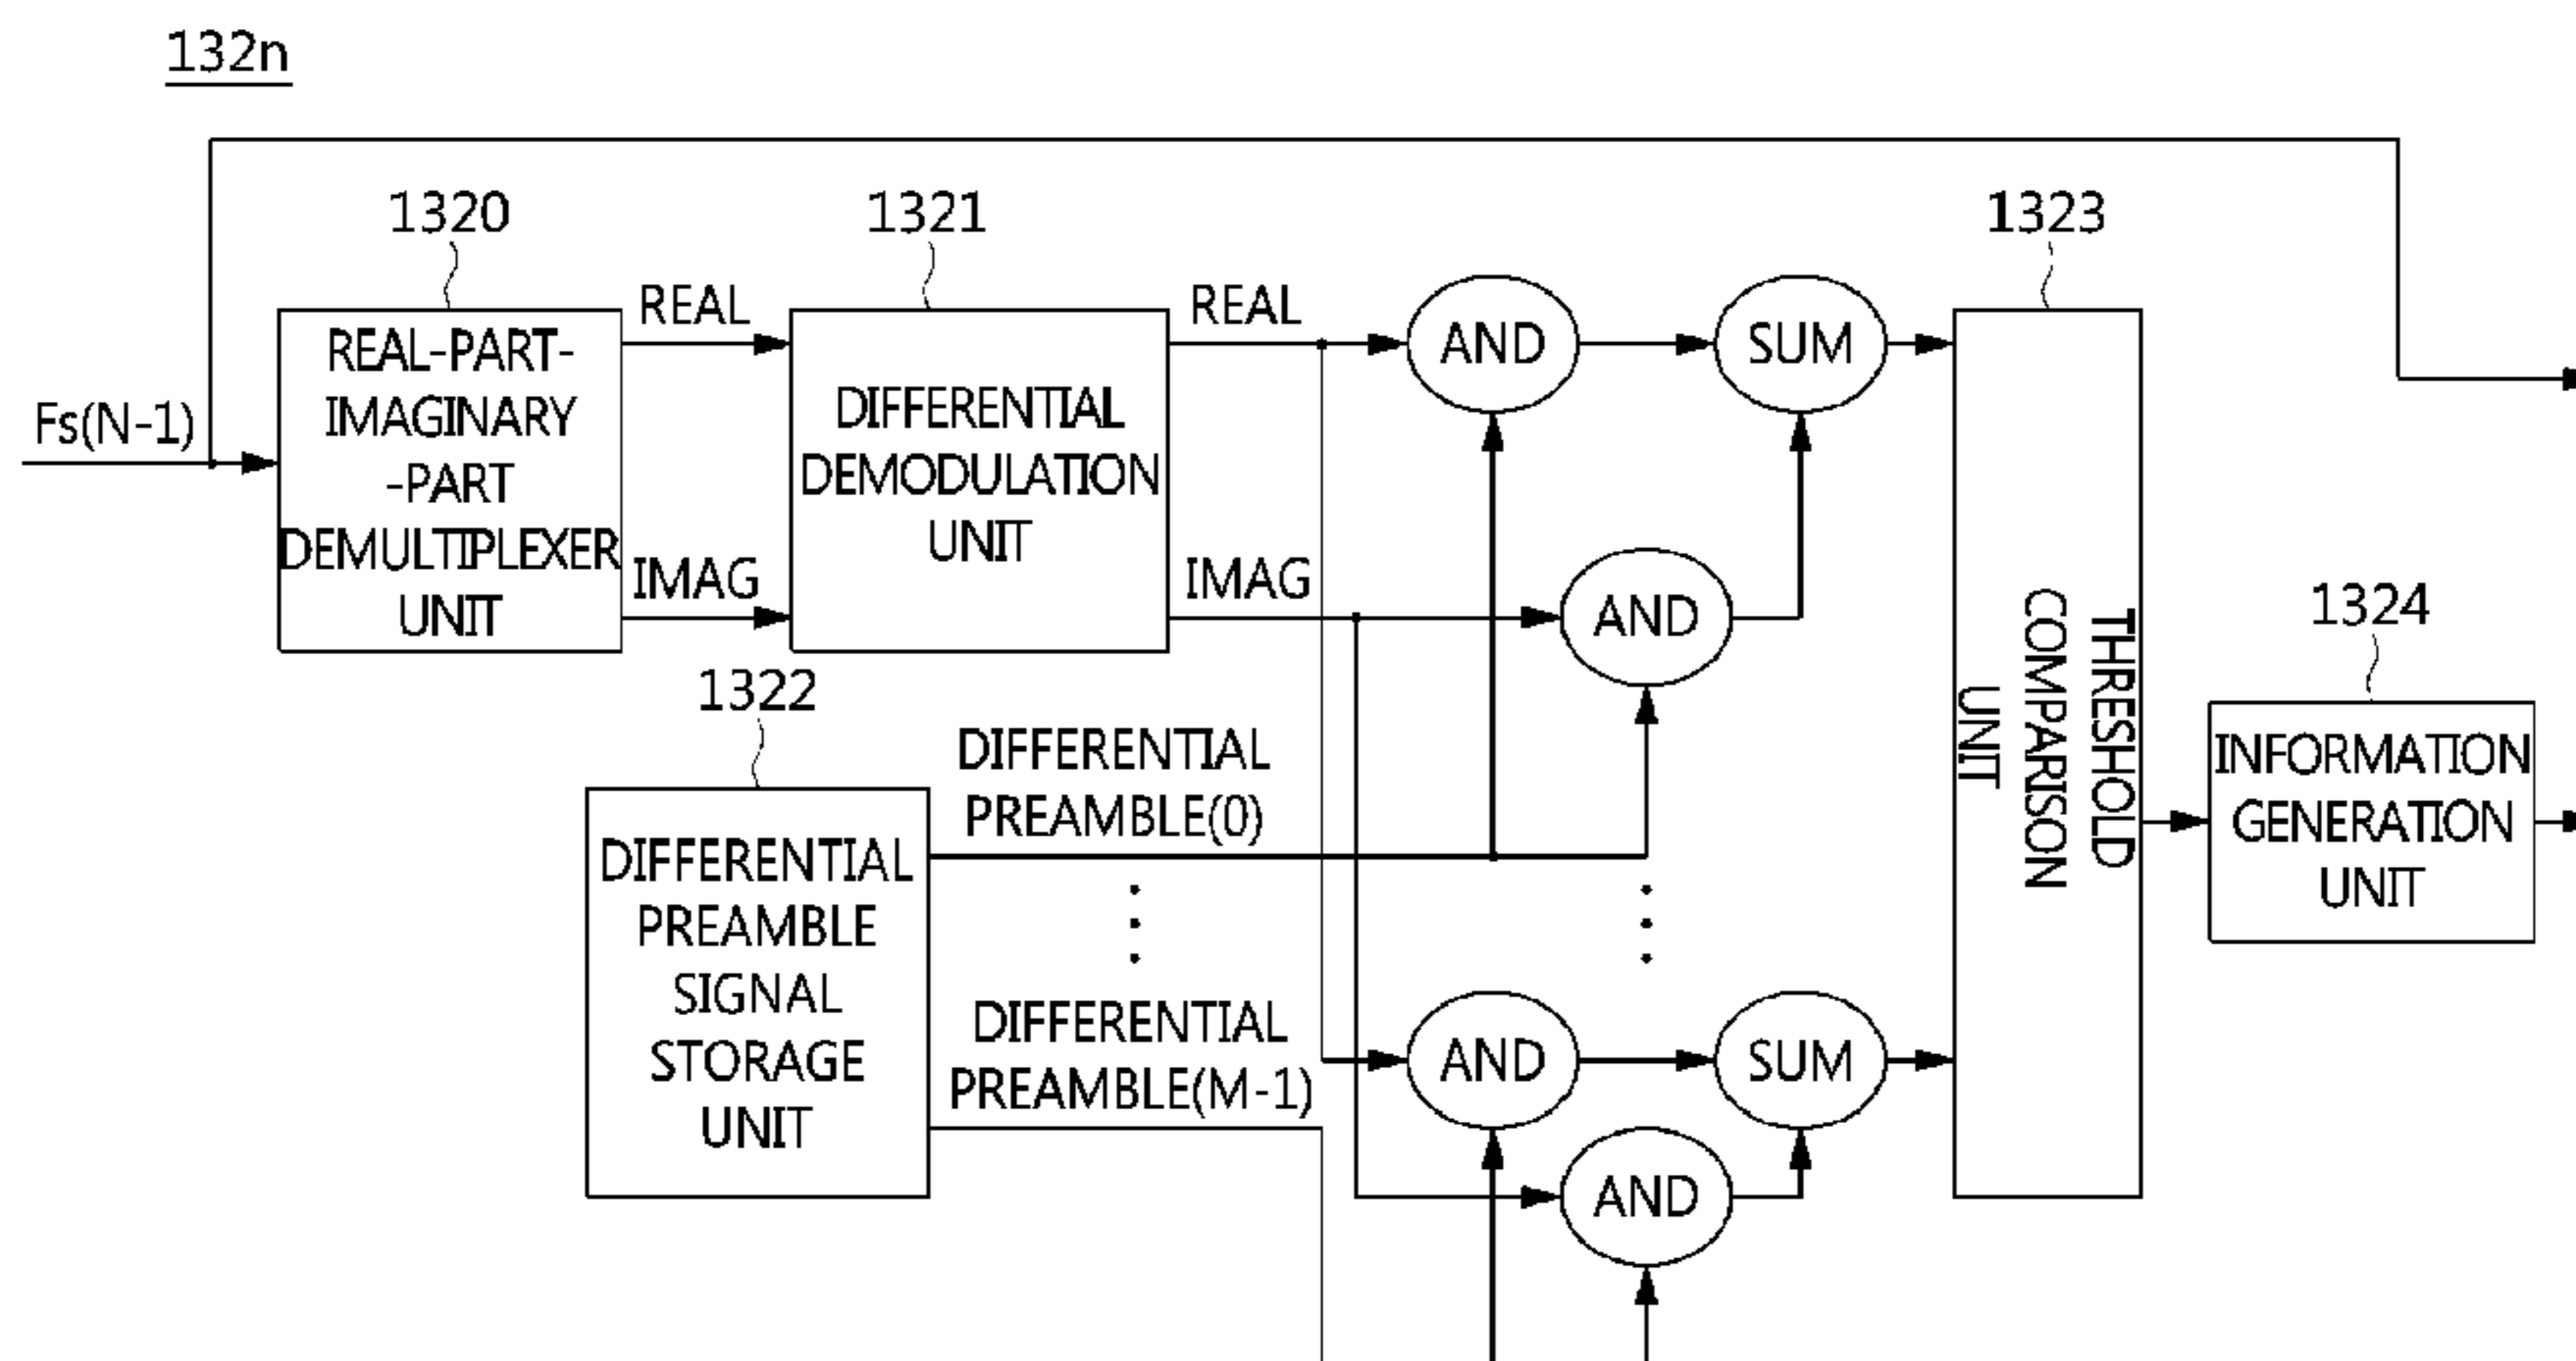 132n
1320
1321
1323
REAL-PART-
IMAGINARY
-PART
DEMULTIPLEXER
UNIT
REAL
IMAG
DIFFERENTIAL
DEMODULATION
UNIT
REAL
IMAG
AND
SUM
AND
Fs(N-1)
THRESHOLD
COMPARISON
UNIT
1324
INFORMATION
GENERATION
UNIT
1322
DIFFERENTIAL
PREAMBLE
SIGNAL
STORAGE
UNIT
DIFFERENTIAL
PREAMBLE(0)
DIFFERENTIAL
PREAMBLE(M-1)
AND
SUM
AND